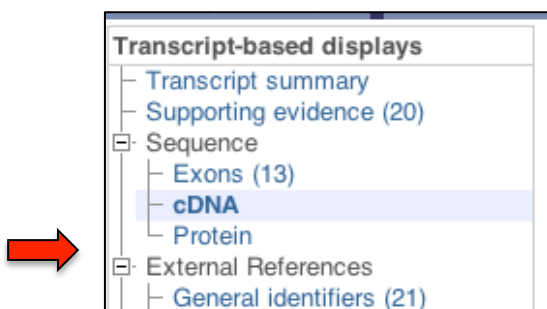 Transcript-based displays
Transcript summary
Supporting evidence (20)
Sequence
Exons (13)
cDNA
Protein
External References
General identifiers (21)